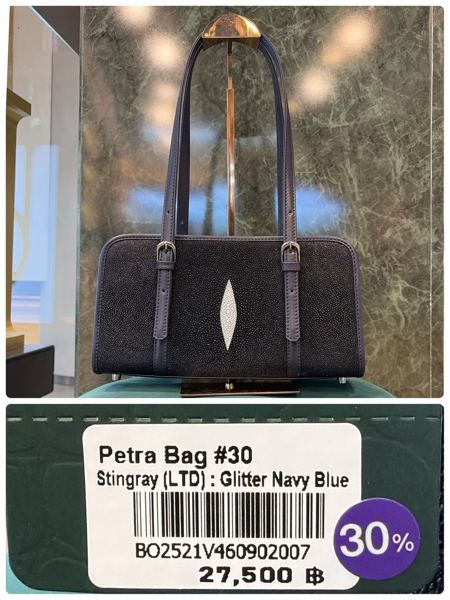 Petra Bag #30
Stingray (LTD) : Glitter Navy Blue
BO2521V460902007
30%
27,500 ฿